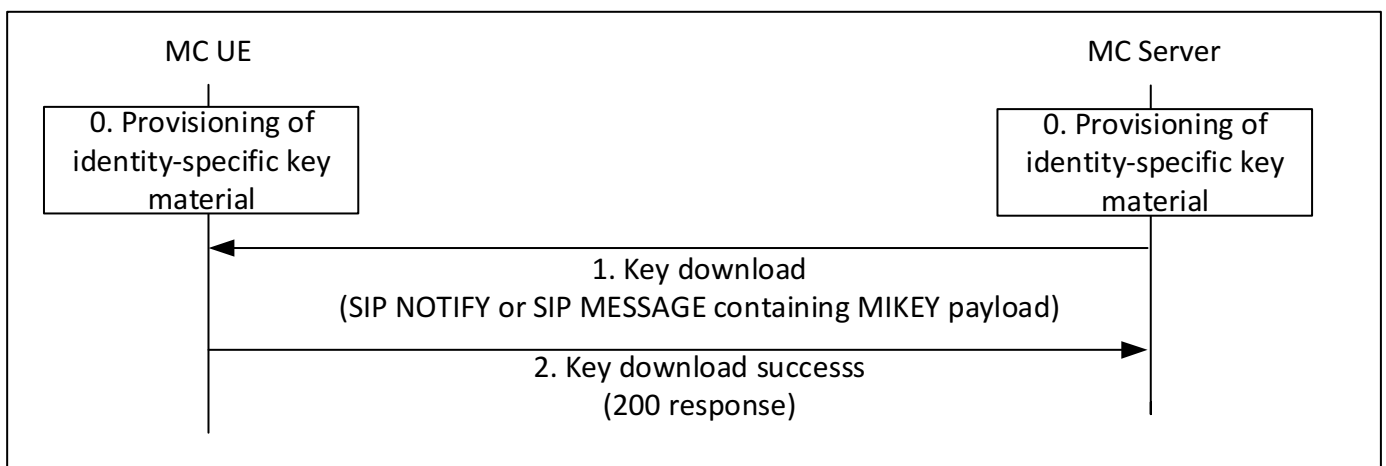 MC UE
MC Server
0. Provisioning of
identity-specific key
material
0. Provisioning of
identity-specific key
material
1. Key download
(SIP NOTIFY or SIP MESSAGE containing MIKEY payload)
2. Key download successs
(200 response)